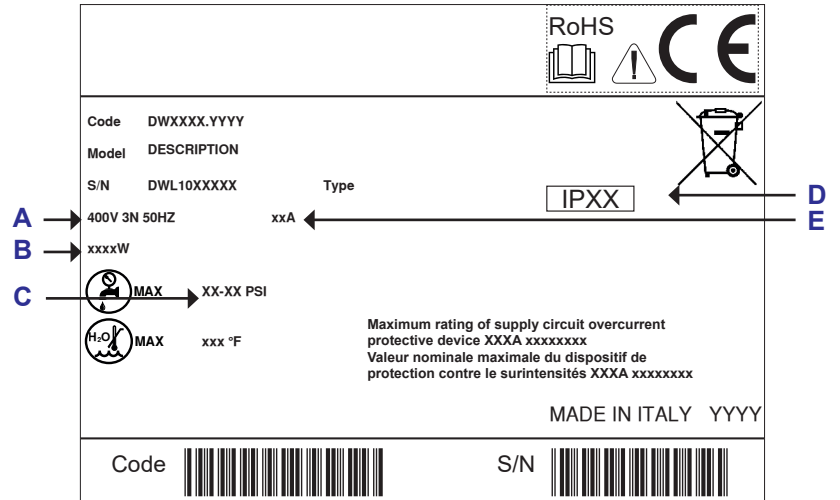 RoHS
CE
Code DWXXXX.YYYY
Model DESCRIPTION
S/N DWL10XXXXX Type
IPXX D
A 400V 3N 50HZ xxA E
B xxxxW
C MAX XX-XX PSI
H₂O MAX xxx °F
Maximum rating of supply circuit overcurrent
protective device XXXA xxxxxxxx
Valeur nominale maximale du dispositif de
protection contre le surintensités XXXA xxxxxxxx
MADE IN ITALY YYYY
Code S/N